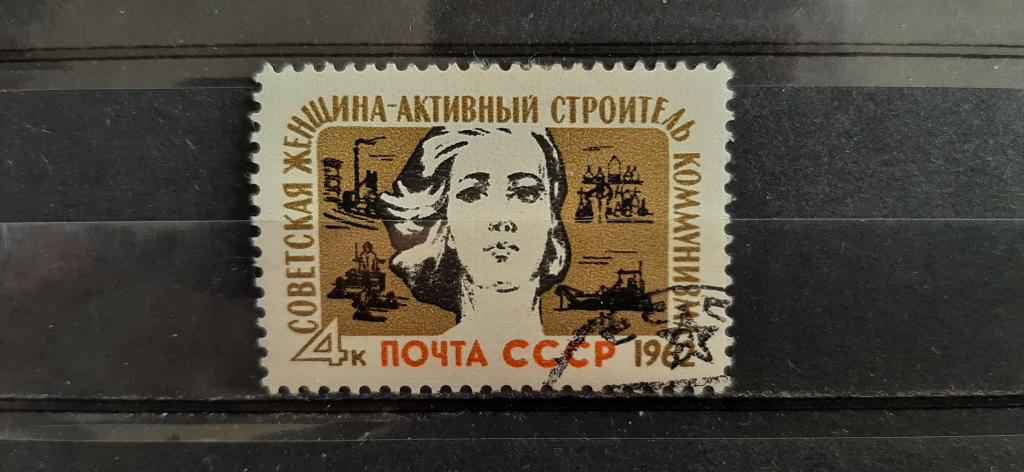 СОВЕТСКАЯ ЖЕНЩИНА-АКТИВНЫЙ СТРОИТЕЛЬ КОММУНИЗМА
4К ПОЧТА СССР 1962